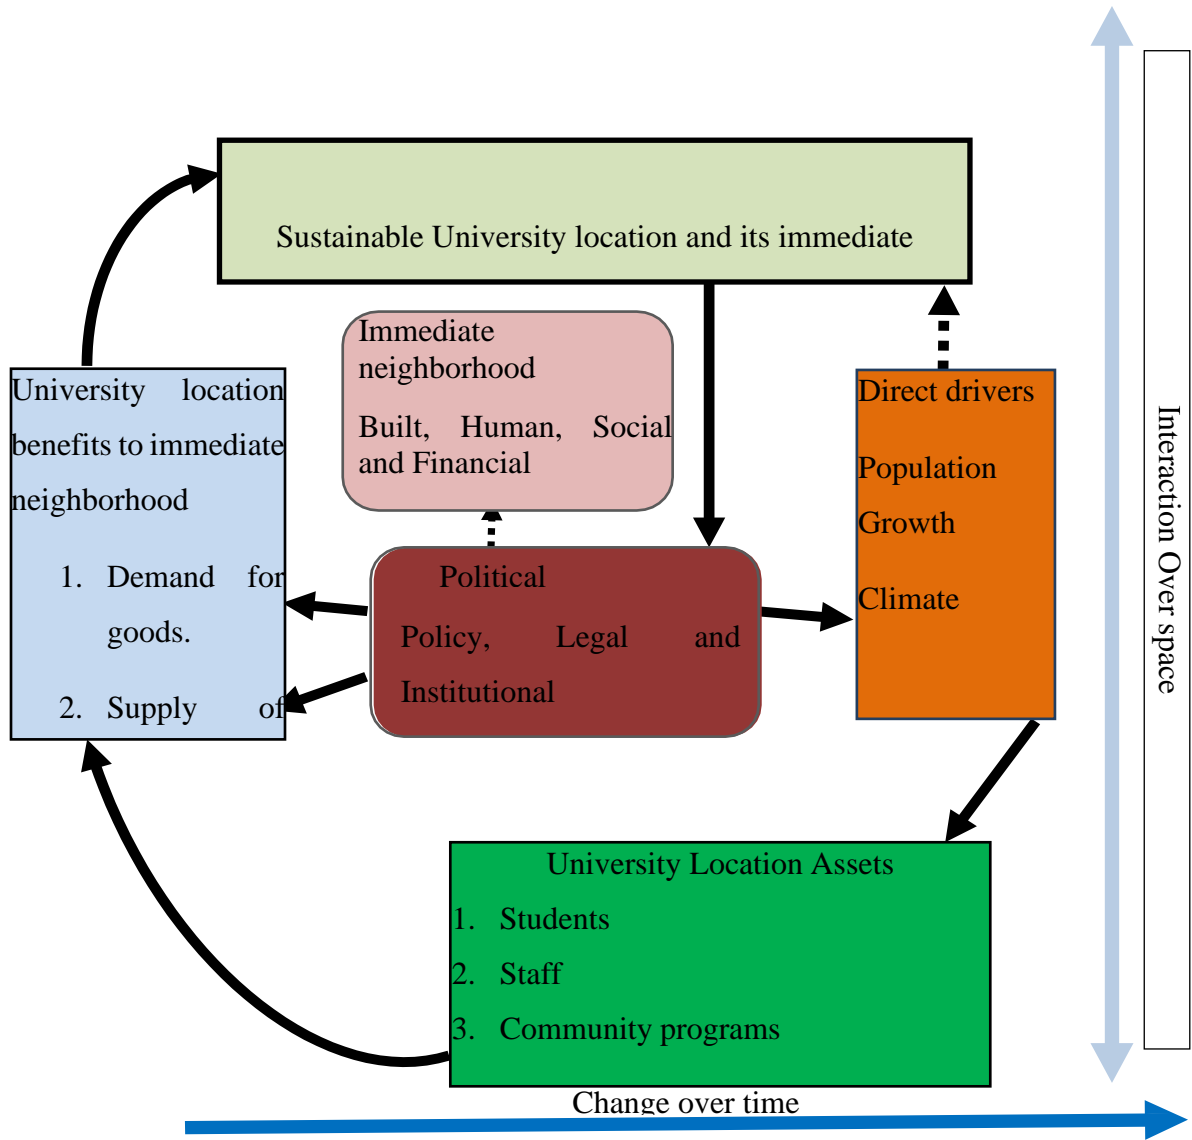 Sustainable University location and its immediate
Immediate
neighborhood
Built, Human, Social
and Financial
University location
benefits to immediate
neighborhood
1. Demand for
goods.
2. Supply of
Political
Policy, Legal and
Institutional
Direct drivers
Population
Growth
Climate
Interaction Over space
University Location Assets
1. Students
2. Staff
3. Community programs
Change over time